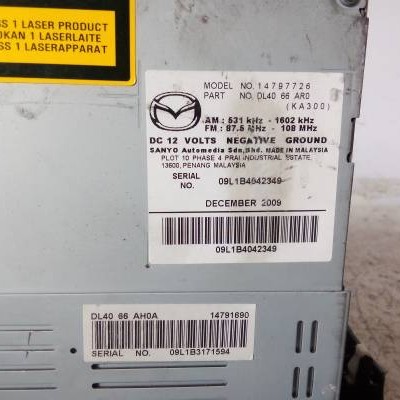 SS 1 LASER PRODUCT
OKAN 1 LASERLAITE
SS 1 LASERAPPARAT
MODEL NO. 14797726
PART NO. DL40 66 AR0
(KA300)
AM : 531 kHz - 1602 kHz
FM : 87.5 MHz - 108 MHz
DC 12 VOLTS NEGATIVE GROUND
SANYO Automedia Sdn. Bhd. MADE IN MALAYSIA
PLOT 10 PHASE 4 PRAI INDUSTRIAL ESTATE
13600, PENANG MALAYSIA
SERIAL NO. 09L1B4042349
DECEMBER 2009
09L1B4042349
DL40 66 AH0A 14791690
SERIAL NO. 09L1B3171594